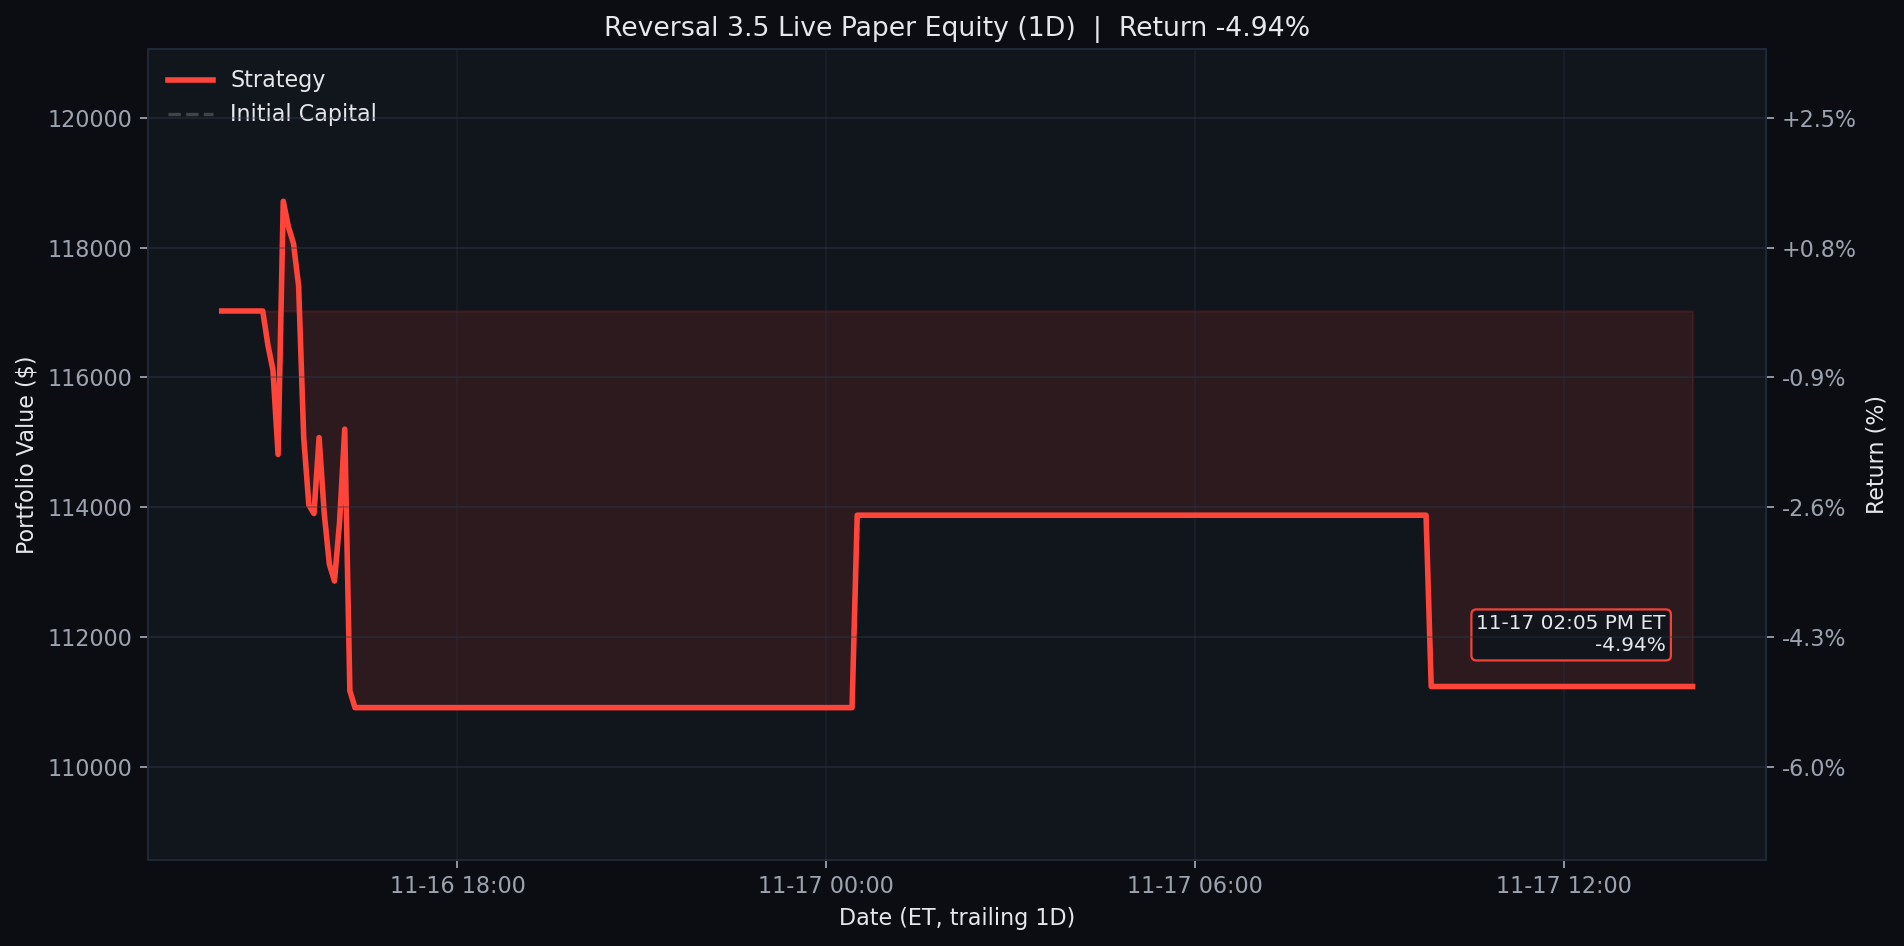 Reversal 3.5 Live Paper Equity (1D) | Return -4.94%
Strategy
Initial Capital
120000
118000
116000
114000
112000
110000
Portfolio Value ($)
+2.5%
+0.8%
-0.9%
-2.6%
-4.3%
-6.0%
Return (%)
11-17 02:05 PM ET
-4.94%
11-16 18:00
11-17 00:00
11-17 06:00
11-17 12:00
Date (ET, trailing 1D)